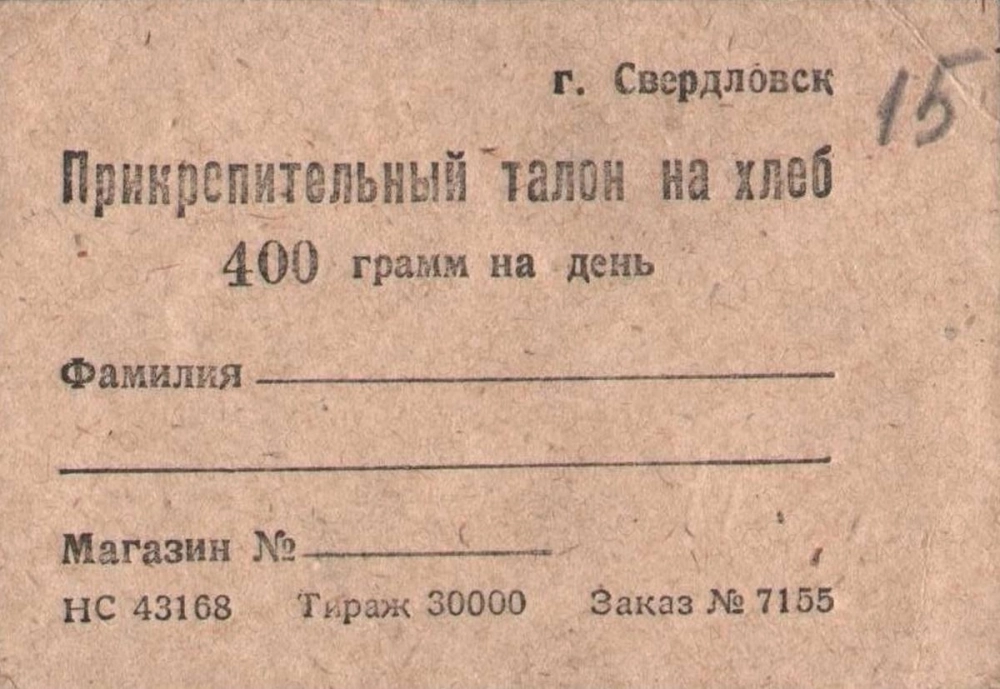 г. Свердловск
15
Прикрепительный талон на хлеб
400 грамм на день
Фамилия
Магазин №
НС 43168 Тираж 30000 Заказ № 7155